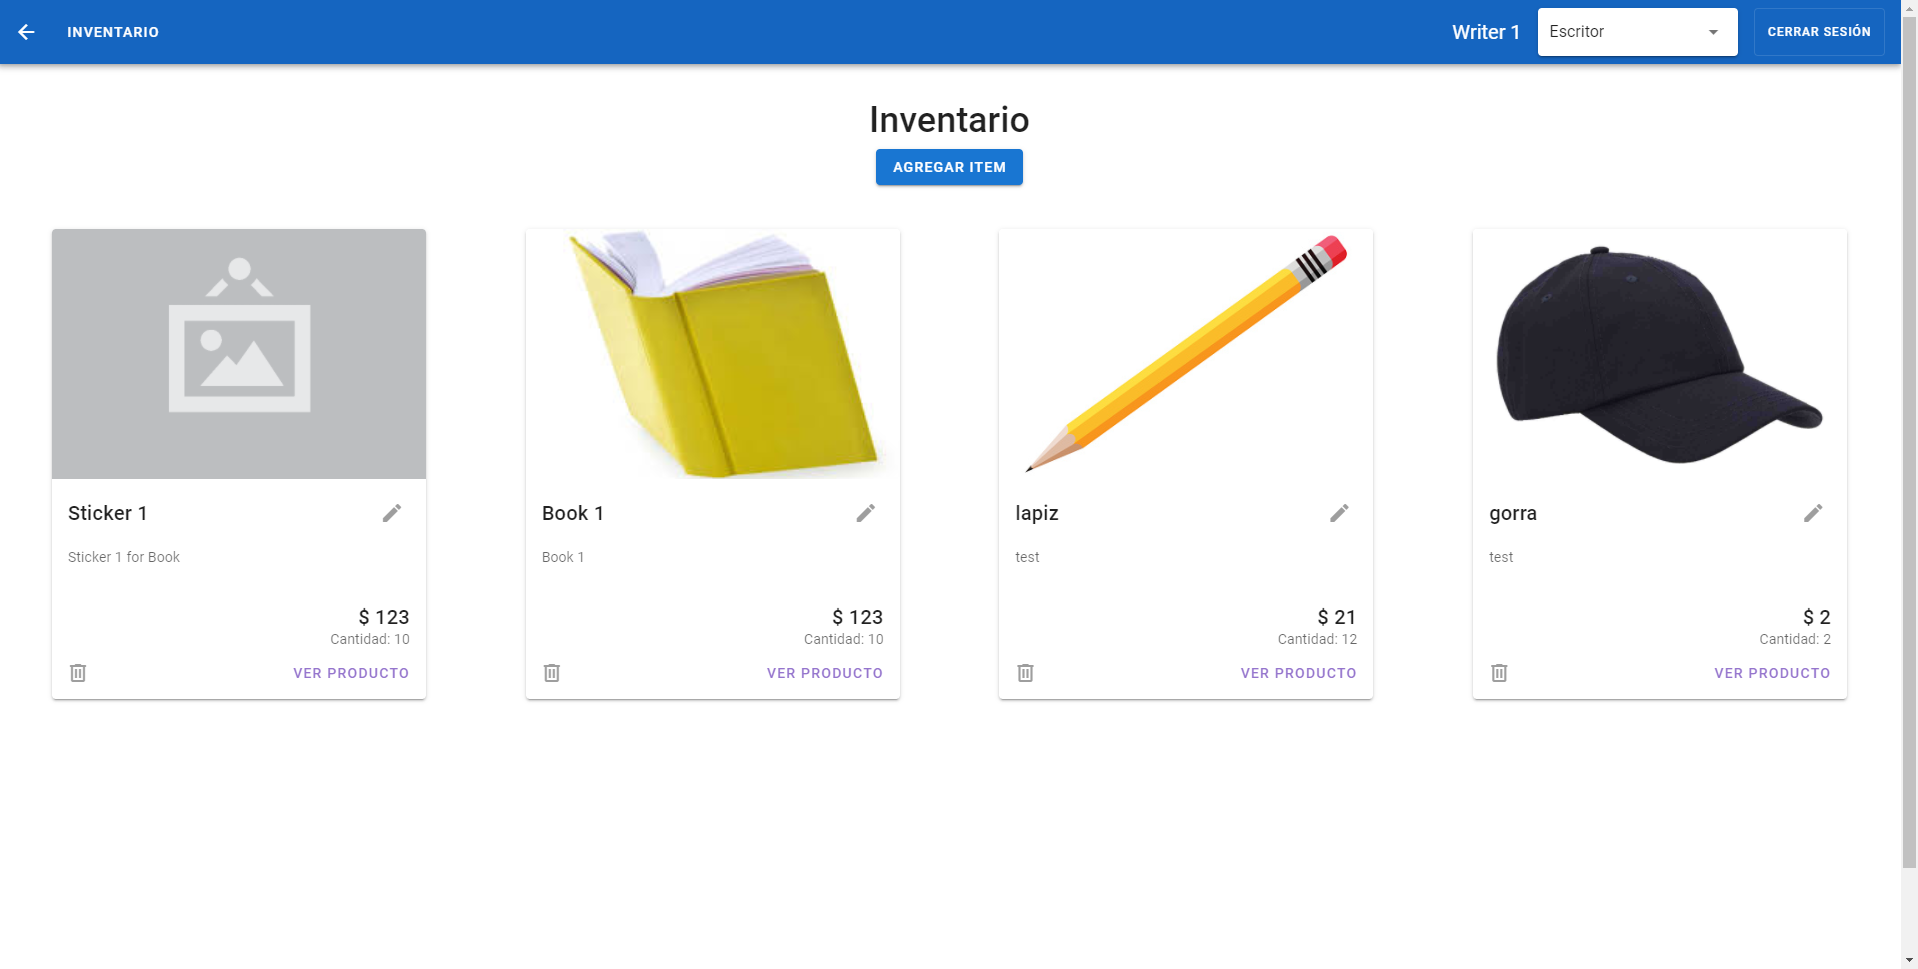 INVENTARIO
Writer 1
Escritor
CERRAR SESIÓN
Inventario
AGREGAR ITEM
Sticker 1
Sticker 1 for Book
$ 123
Cantidad: 10
VER PRODUCTO
Book 1
Book 1
$ 123
Cantidad: 10
VER PRODUCTO
lapiz
test
$ 21
Cantidad: 12
VER PRODUCTO
gorra
test
$ 2
Cantidad: 2
VER PRODUCTO